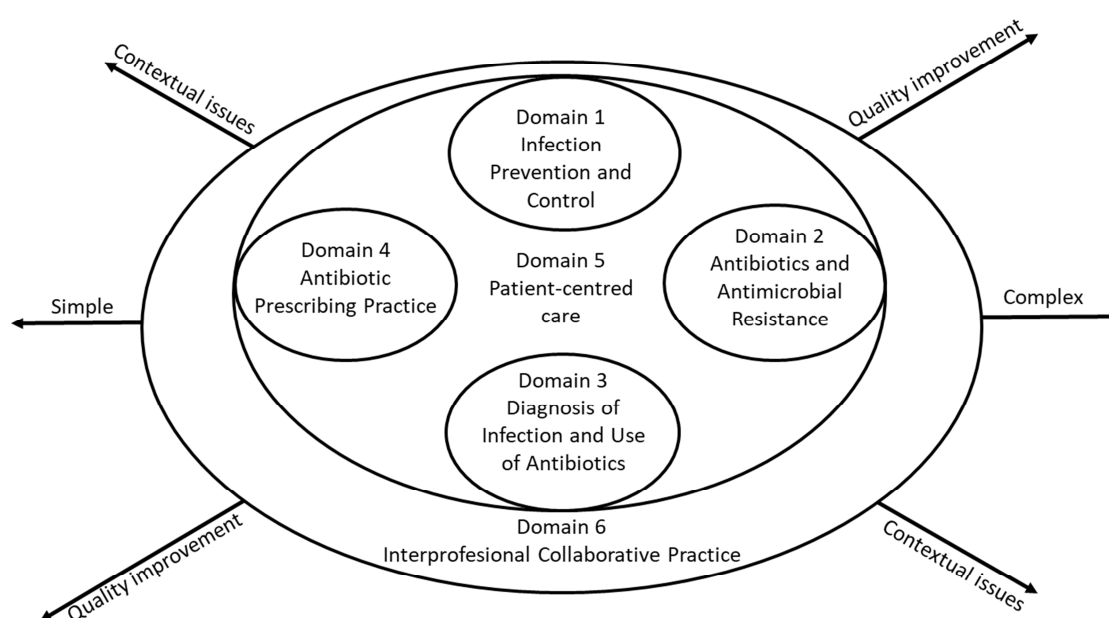 Contextual issues
Quality improvement
Domain 1
Infection
Prevention and
Control
Domain 4
Antibiotic
Prescribing Practice
Domain 5
Patient-centred
care
Domain 2
Antibiotics and
Antimicrobial
Resistance
Simple
Complex
Domain 3
Diagnosis of
Infection and Use
of Antibiotics
Domain 6
Interprofesional Collaborative Practice
Quality improvement
Contextual issues